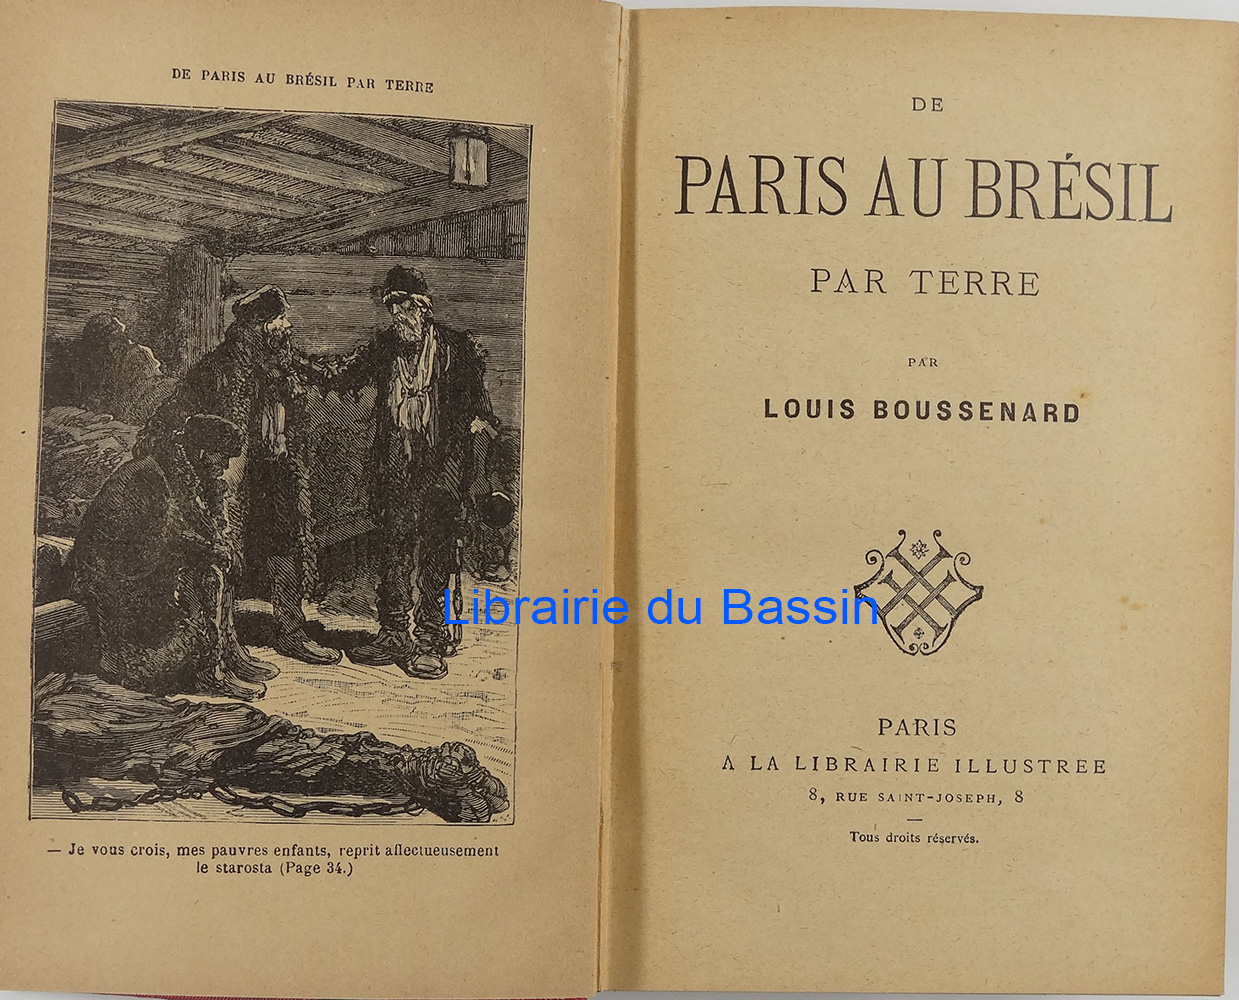 DE PARIS AU BRÉSIL PAR TERRE
— Je vous crois, mes pauvres enfants, reprit affectueusement
le starosta (Page 34.)
DE
PARIS AU BRÉSIL
PAR TERRE
PAR
LOUIS BOUSSENARD
Librairie du Bassin
PARIS
A LA LIBRAIRIE ILLUSTREE
8, RUE SAINT-JOSEPH, 8
Tous droits réservés.